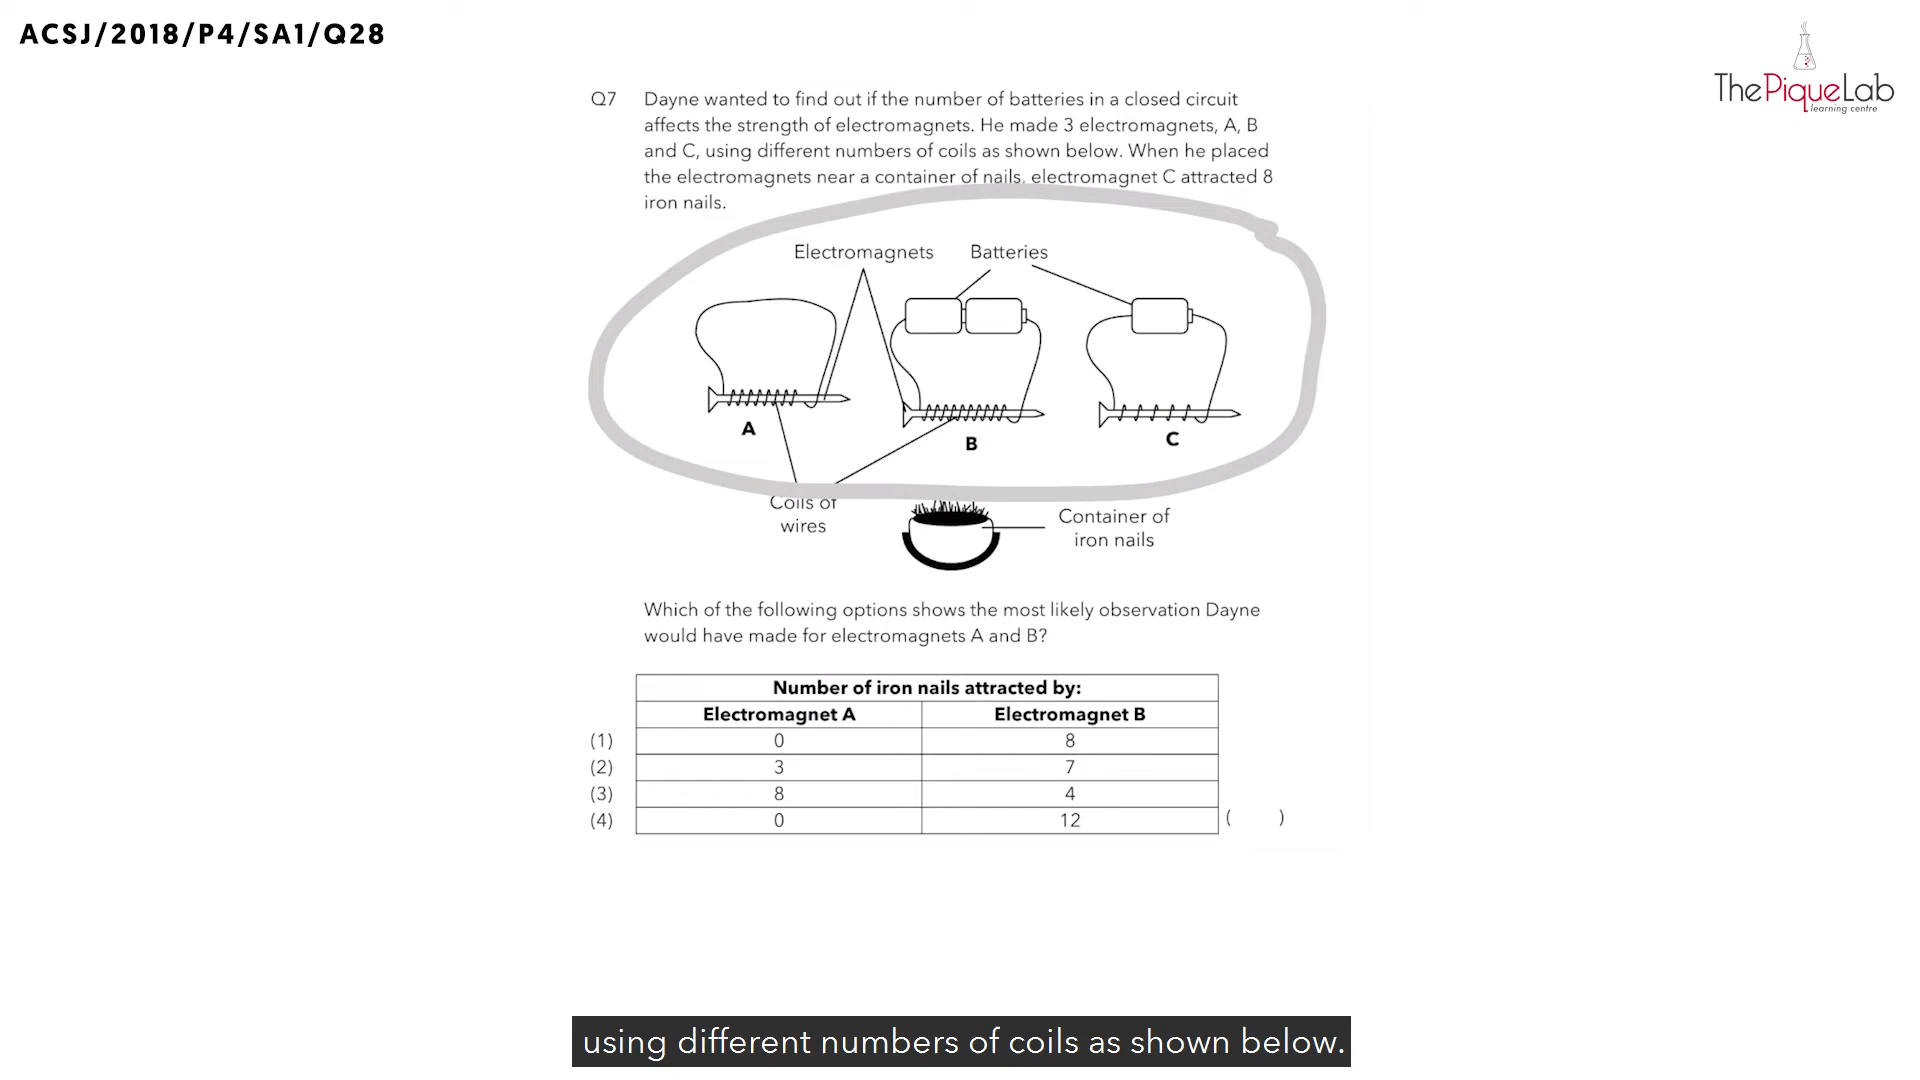 ACSJ/2018/P4/SA1/Q28
ThePiqueLab
learning centre
Q7 Dayne wanted to find out if the number of batteries in a closed circuit
affects the strength of electromagnets. He made 3 electromagnets, A, B
and C, using different numbers of coils as shown below. When he placed
the electromagnets near a container of nails, electromagnet C attracted 8
iron nails.
Electromagnets Batteries
A
B
C
Coils of
wires
Container of
iron nails
Which of the following options shows the most likely observation Dayne
would have made for electromagnets A and B?
Number of iron nails attracted by:
Electromagnet A Electromagnet B
(1) 0 8
(2) 3 7
(3) 8 4
(4) 0 12 ( )
using different numbers of coils as shown below.